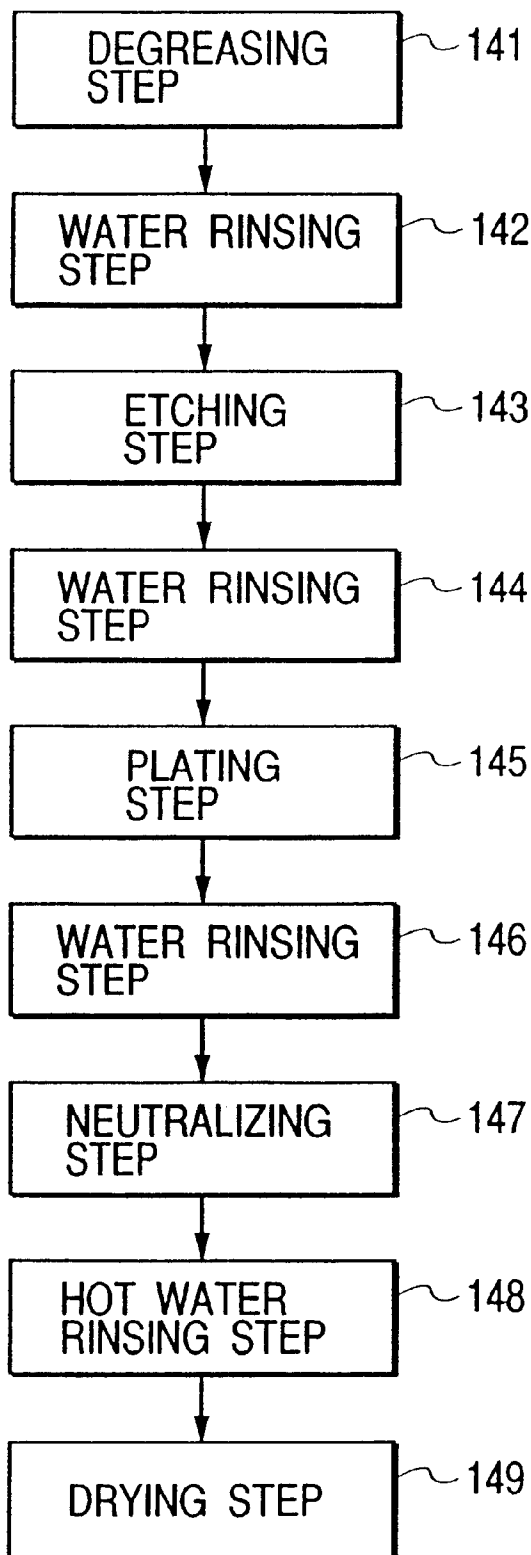 DEGREASING
STEP
141
WATER RINSING
STEP
142
ETCHING
STEP
143
WATER RINSING
STEP
144
PLATING
STEP
145
WATER RINSING
STEP
146
NEUTRALIZING
STEP
147
HOT WATER
RINSING STEP
148
DRYING STEP
149